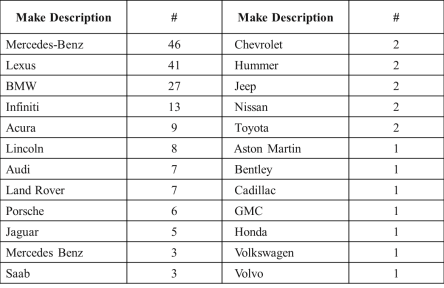 Make Description # Make Description #
Mercedes-Benz 46 Chevrolet 2
Lexus 41 Hummer 2
BMW 27 Jeep 2
Infiniti 13 Nissan 2
Acura 9 Toyota 2
Lincoln 8 Aston Martin 1
Audi 7 Bentley 1
Land Rover 7 Cadillac 1
Porsche 6 GMC 1
Jaguar 5 Honda 1
Mercedes Benz 3 Volkswagen 1
Saab 3 Volvo 1